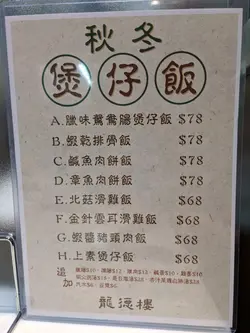 秋冬
煲仔飯
A.臘味鴛鴦腸煲仔飯 $78
B.蝦乾排骨飯 $78
C.鹹魚肉餅飯 $78
D.章魚肉餅飯 $78
E.北菇滑雞飯 $68
F.金針雲耳滑雞飯 $68
G.蝦醬豬頸肉飯 $68
H.上素煲仔飯 $68
追加
龍德樓